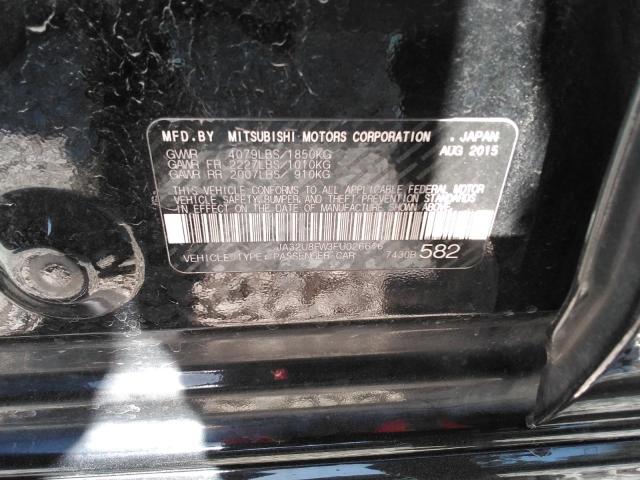 MFD.BY MITSUBISHI MOTORS CORPORATION , JAPAN
GVWR 4079LBS/1850KG AUG 2015
GAWR FR 2227LBS/1010KG
GAWR RR 2007LBS/ 910KG
THIS VEHICLE CONFORMS TO ALL APPLICABLE FEDERAL MOTOR
VEHICLE SAFETY,BUMPER, AND THEFT PREVENTION STANDARDS
IN EFFECT ON THE DATE OF MANUFACTURE SHOWN ABOVE.
JA32U8FW3FU026646
VEHICLE TYPE: PASSENGER CAR 7430B 582